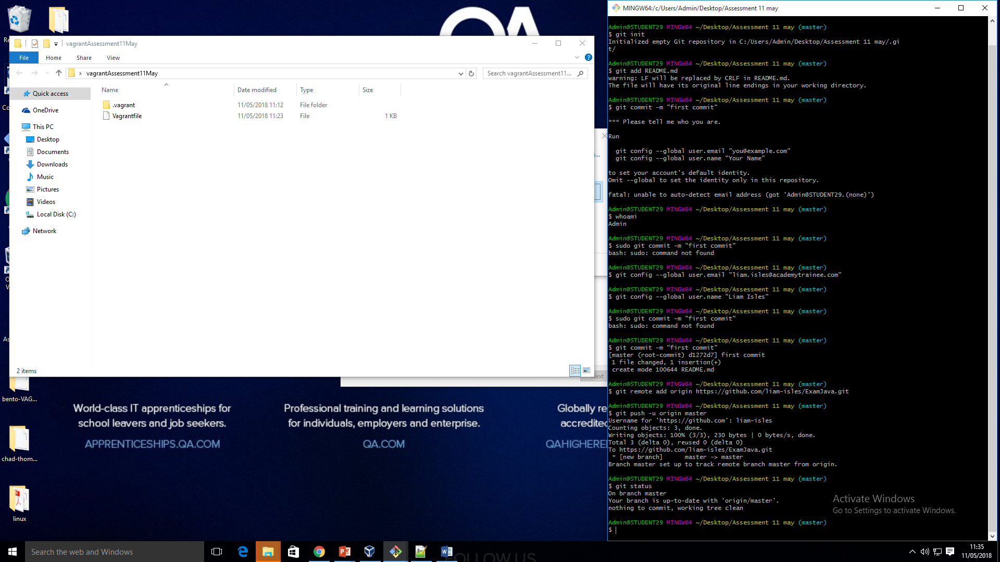 vagrantAssessment11May
File
Home
Share
View
vagrantAssessment11May
Search vagrantAssessment11...
Quick access
OneDrive
This PC
Desktop
Documents
Downloads
Music
Pictures
Videos
Local Disk (C:)
Network
Name
Date modified
Type
Size
.vagrant
11/05/2018 11:12
File folder
Vagrantfile
11/05/2018 11:23
File
1 KB
2 items
Next
bento-VAG...
chad-thom...
linux
QA
World-class IT apprenticeships for
school leavers and job seekers.
APPRENTICESHIPS.QA.COM
Professional training and learning solutions
for individuals, employers and enterprise.
QA.COM
Globally re
accredited
QAHIGHERE
FOLLOW US
MINGW64:/c/Users/Admin/Desktop/Assessment 11 may
Admin@STUDENT29 MINGW64 ~/Desktop/Assessment 11 may (master)
$ git init
Initialized empty Git repository in C:/Users/Admin/Desktop/Assessment 11 may/.gi
t/
Admin@STUDENT29 MINGW64 ~/Desktop/Assessment 11 may (master)
$ git add README.md
warning: LF will be replaced by CRLF in README.md.
The file will have its original line endings in your working directory.
Admin@STUDENT29 MINGW64 ~/Desktop/Assessment 11 may (master)
$ git commit -m "first commit"
*** Please tell me who you are.
Run
git config --global user.email "you@example.com"
git config --global user.name "Your Name"
to set your account's default identity.
Omit --global to set the identity only in this repository.
fatal: unable to auto-detect email address (got 'Admin@STUDENT29.(none)')
Admin@STUDENT29 MINGW64 ~/Desktop/Assessment 11 may (master)
$ whoami
Admin
Admin@STUDENT29 MINGW64 ~/Desktop/Assessment 11 may (master)
$ sudo git commit -m "first commit"
bash: sudo: command not found
Admin@STUDENT29 MINGW64 ~/Desktop/Assessment 11 may (master)
$ git config --global user.email "liam.isles@academytrainee.com"
Admin@STUDENT29 MINGW64 ~/Desktop/Assessment 11 may (master)
$ git config --global user.name "Liam Isles"
Admin@STUDENT29 MINGW64 ~/Desktop/Assessment 11 may (master)
$ sudo git commit -m "first commit"
bash: sudo: command not found
Admin@STUDENT29 MINGW64 ~/Desktop/Assessment 11 may (master)
$ git commit -m "first commit"
[master (root-commit) d1272d7] first commit
1 file changed, 1 insertion(+)
create mode 100644 README.md
Admin@STUDENT29 MINGW64 ~/Desktop/Assessment 11 may (master)
$ git remote add origin https://github.com/liam-isles/ExamJava.git
Admin@STUDENT29 MINGW64 ~/Desktop/Assessment 11 may (master)
$ git push -u origin master
Username for 'https://github.com': liam-isles
Counting objects: 3, done.
Writing objects: 100% (3/3), 230 bytes | 0 bytes/s, done.
Total 3 (delta 0), reused 0 (delta 0)
To https://github.com/liam-isles/ExamJava.git
* [new branch] master -> master
Branch master set up to track remote branch master from origin.
Admin@STUDENT29 MINGW64 ~/Desktop/Assessment 11 may (master)
$ git status
On branch master
Your branch is up-to-date with 'origin/master'.
nothing to commit, working tree clean
Admin@STUDENT29 MINGW64 ~/Desktop/Assessment 11 may (master)
$
Activate Windows
Go to Settings to activate Windows.
Search the web and Windows
11:35
11/05/2018